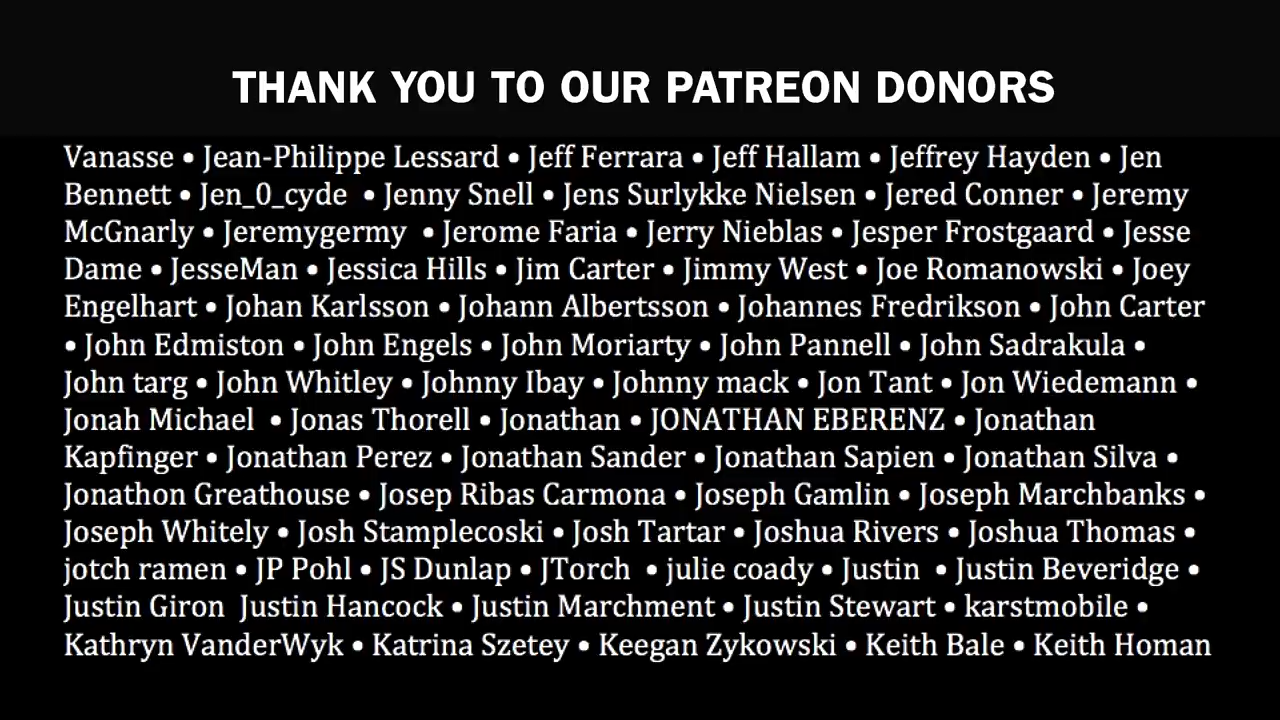 THANK YOU TO OUR PATREON DONORS
Vanasse • Jean-Philippe Lessard • Jeff Ferrara • Jeff Hallam • Jeffrey Hayden • Jen
Bennett • Jen_0_cyde • Jenny Snell • Jens Surlykke Nielsen • Jered Conner • Jeremy
McGnarly • Jeremygermy • Jerome Faria • Jerry Nieblas • Jesper Frostgaard • Jesse
Dame • JesseMan • Jessica Hills • Jim Carter • Jimmy West • Joe Romanowski • Joey
Engelhart • Johan Karlsson • Johann Albertsson • Johannes Fredrikson • John Carter
• John Edmiston • John Engels • John Moriarty • John Pannell • John Sadrakula •
John targ • John Whitley • Johnny Ibay • Johnny mack • Jon Tant • Jon Wiedemann •
Jonah Michael • Jonas Thorell • Jonathan • JONATHAN EBERENZ • Jonathan
Kapfinger • Jonathan Perez • Jonathan Sander • Jonathan Sapien • Jonathan Silva •
Jonathon Greathouse • Josep Ribas Carmona • Joseph Gamlin • Joseph Marchbanks •
Joseph Whitely • Josh Stamplecoski • Josh Tartar • Joshua Rivers • Joshua Thomas •
jotch ramen • JP Pohl • JS Dunlap • JTorch • julie coady • Justin • Justin Beveridge •
Justin Giron Justin Hancock • Justin Marchment • Justin Stewart • karstmobile •
Kathryn VanderWyk • Katrina Szetey • Keegan Zykowski • Keith Bale • Keith Homan